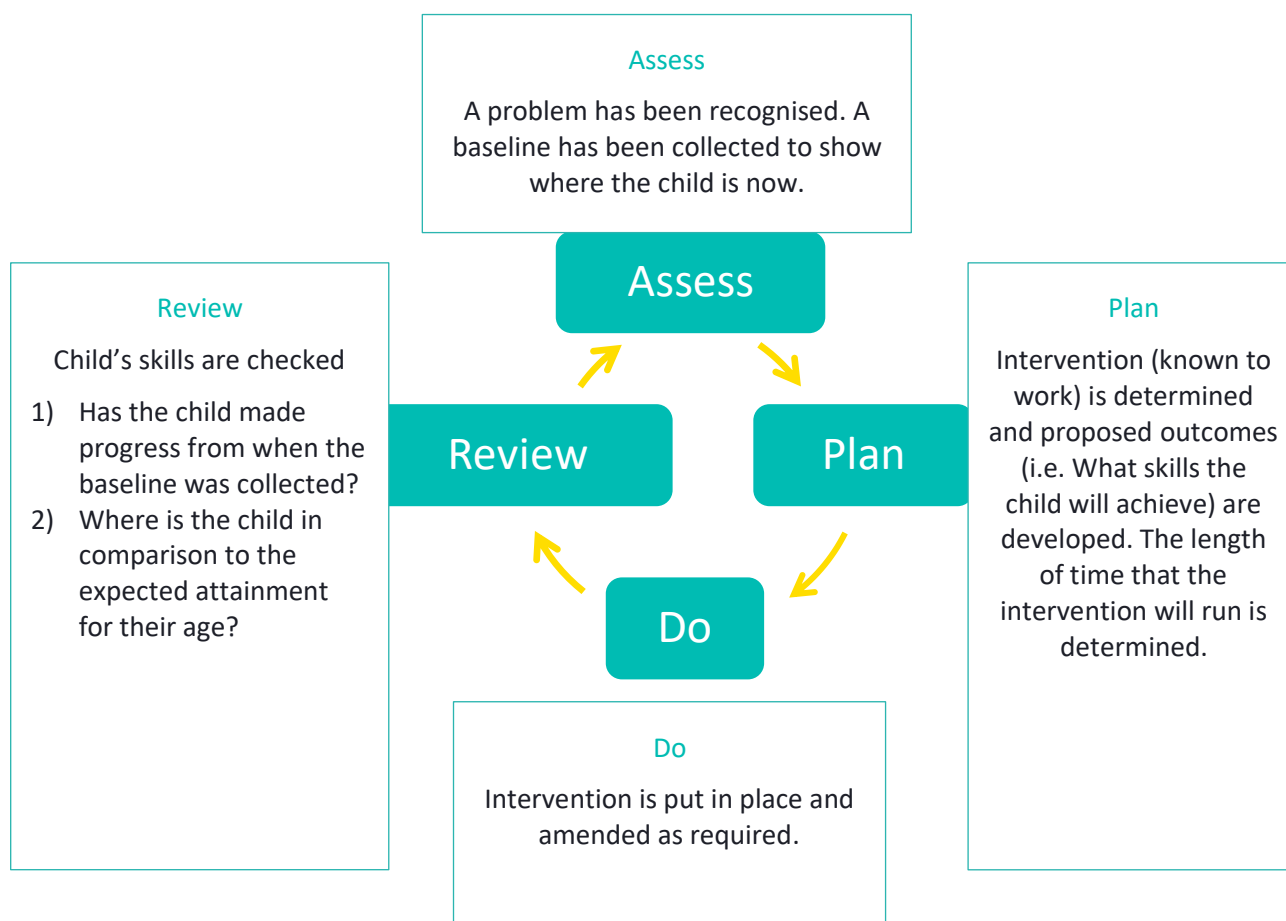 Assess
A problem has been recognised. A
baseline has been collected to show
where the child is now.
Assess
Review
Child's skills are checked
1) Has the child made
progress from when the
baseline was collected?
2) Where is the child in
comparison to the
expected attainment
for their age?
Review
Plan
Plan
Intervention (known to
work) is determined
and proposed outcomes
(i.e. What skills the
child will achieve) are
developed. The length
of time that the
intervention will run is
determined.
Do
Do
Intervention is put in place and
amended as required.